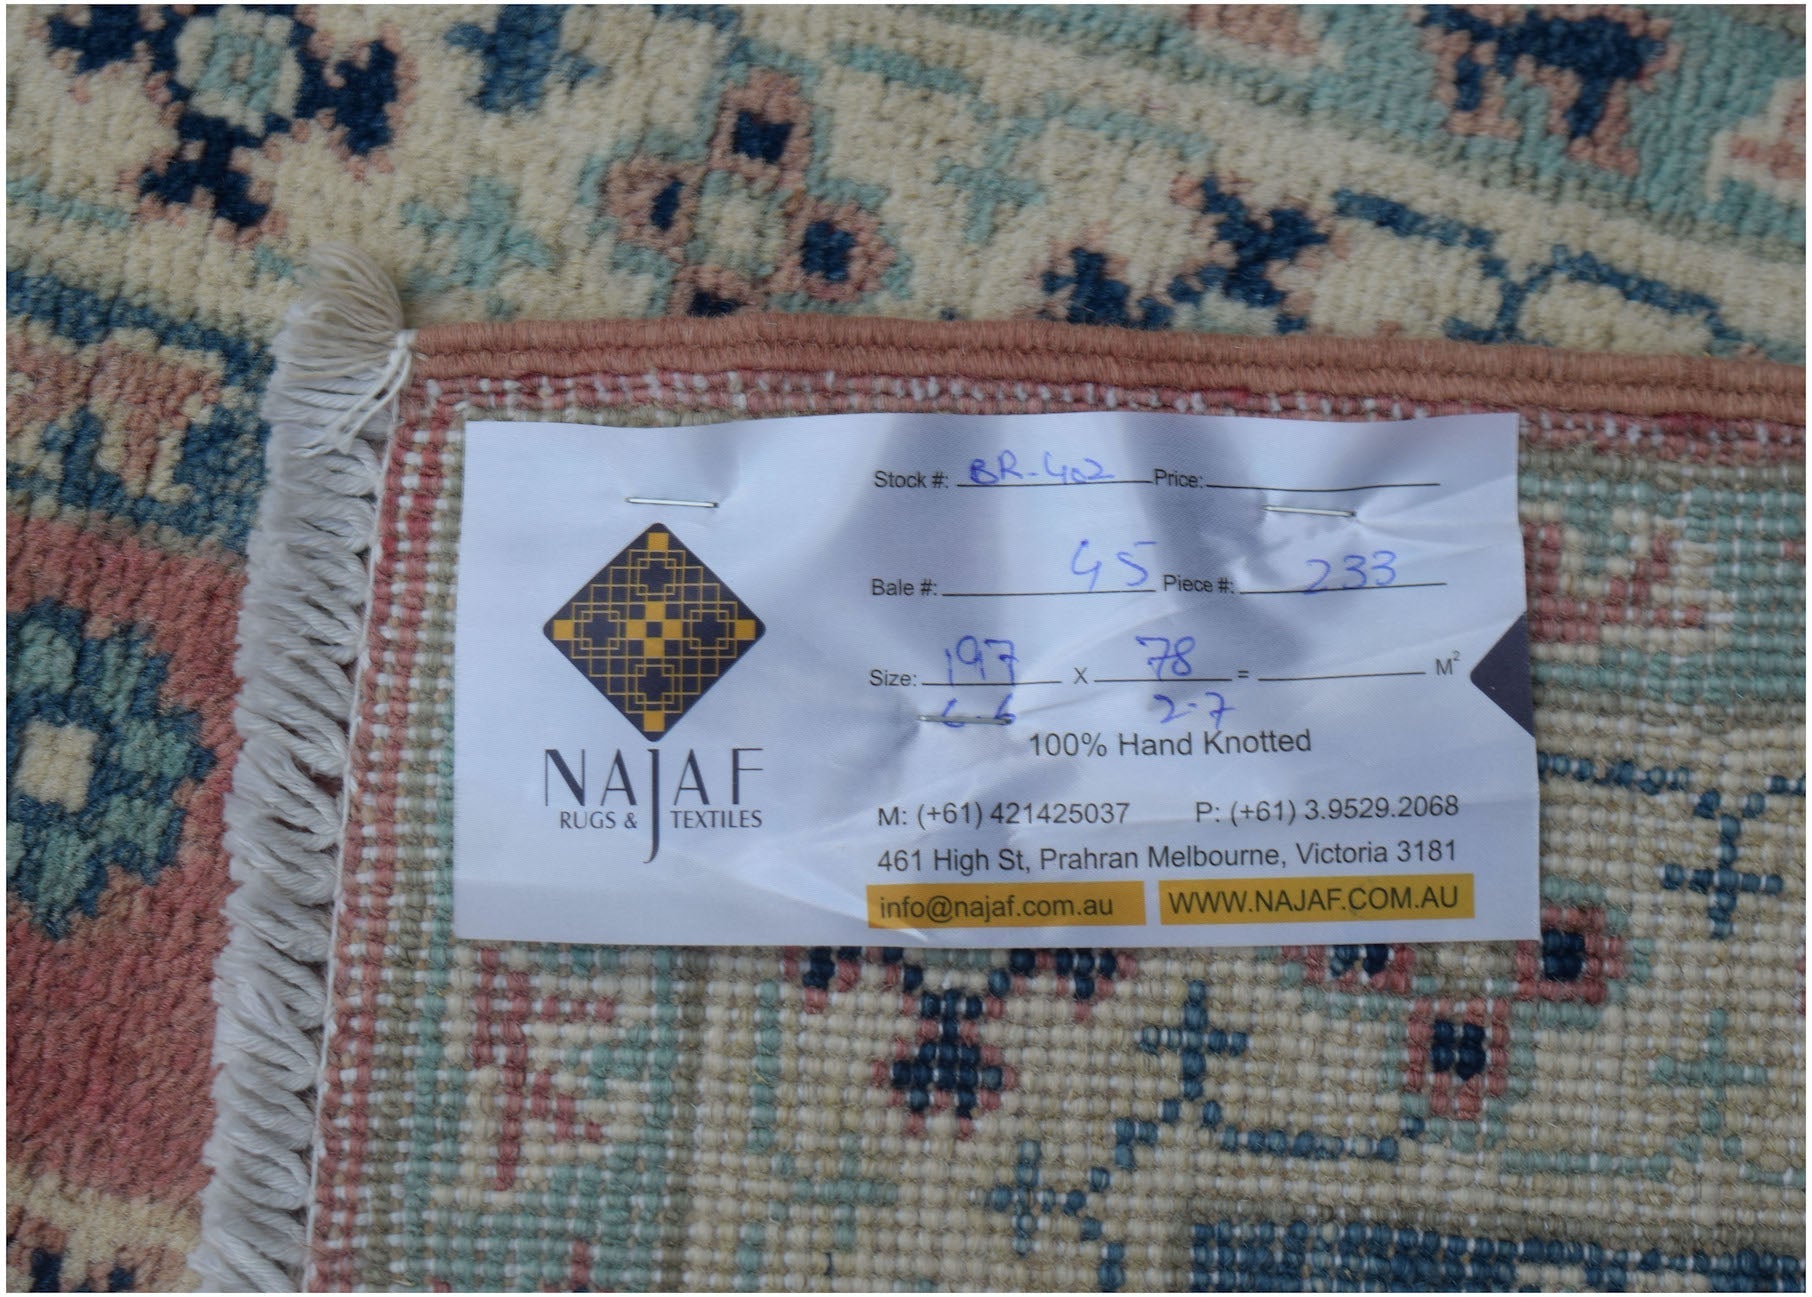 Stock #: BR-402 Price:
Bale #: 45 Piece #: 233
Size: 197 x 78 = M²
6 6 2-7
100% Hand Knotted
NAJAF
RUGS & TEXTILES
M: (+61) 421425037 P: (+61) 3.9529.2068
461 High St, Prahran Melbourne, Victoria 3181
info@najaf.com.au WWW.NAJAF.COM.AU